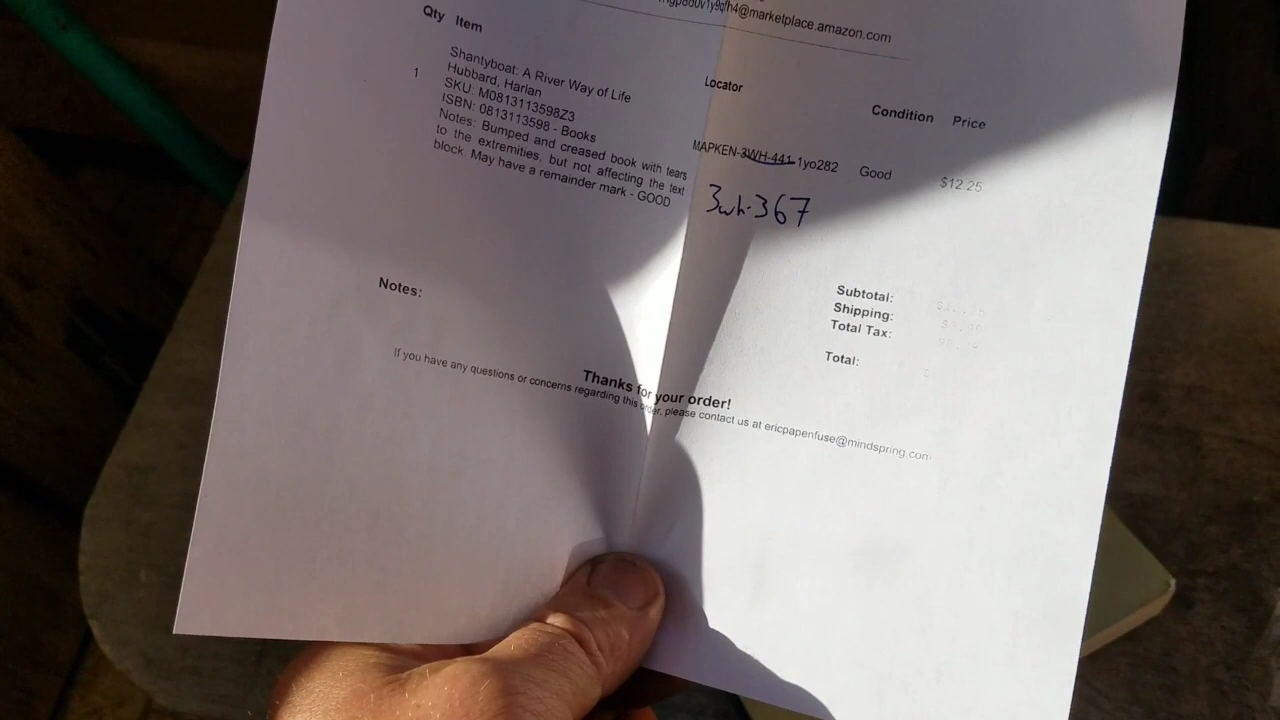 @marketplace.amazon.com
Qty Item
Locator
Condition Price
1
Shantyboat: A River Way of Life
Hubbard, Harlan
SKU: M0813113598Z3
ISBN: 0813113598 - Books
Notes: Bumped and creased book with tears
to the extremities, but not affecting the text
block. May have a remainder mark - GOOD
MAPKEN-3WH-441-1yo282
Good
$12.25
3wh-367
Notes:
Subtotal:
Shipping:
Total Tax:
Total:
Thanks for your order!
If you have any questions or concerns regarding this order, please contact us at ericpapenfuse@mindspring.com